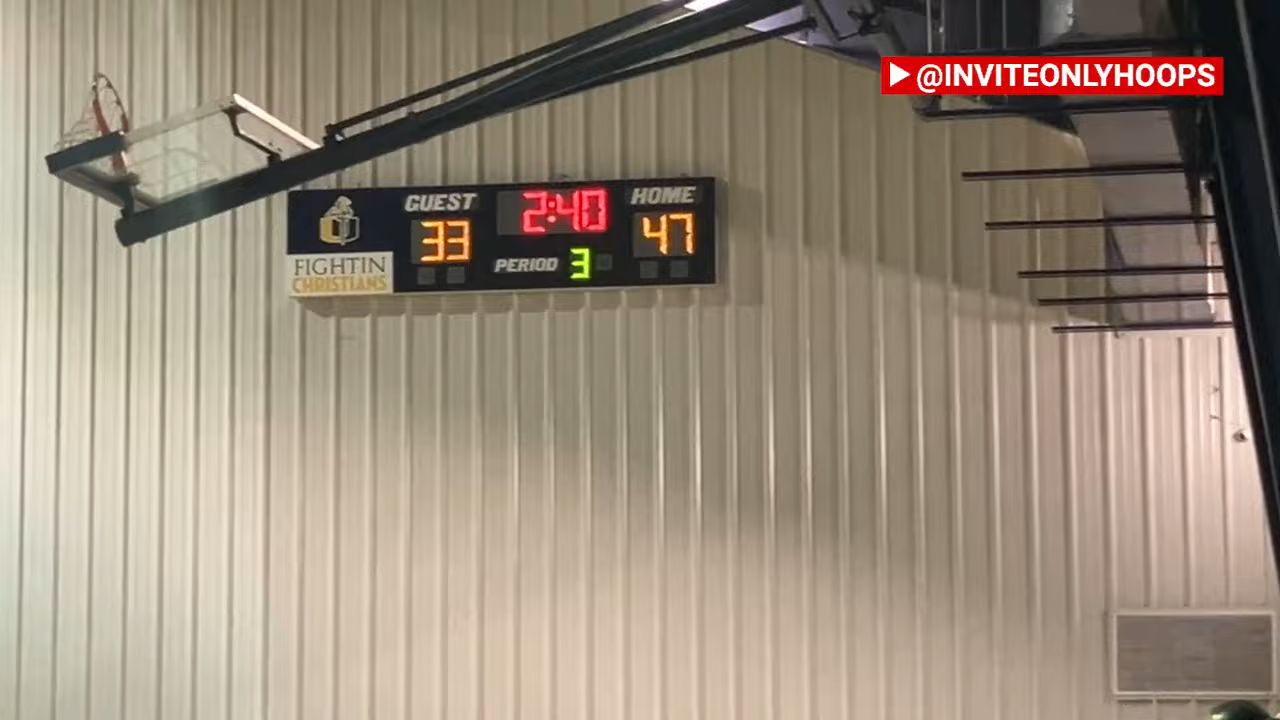 @INVITEONLYHOOPS
GUEST 2:40 HOME
33 47
PERIOD 3
FIGHTIN
CHRISTIANS